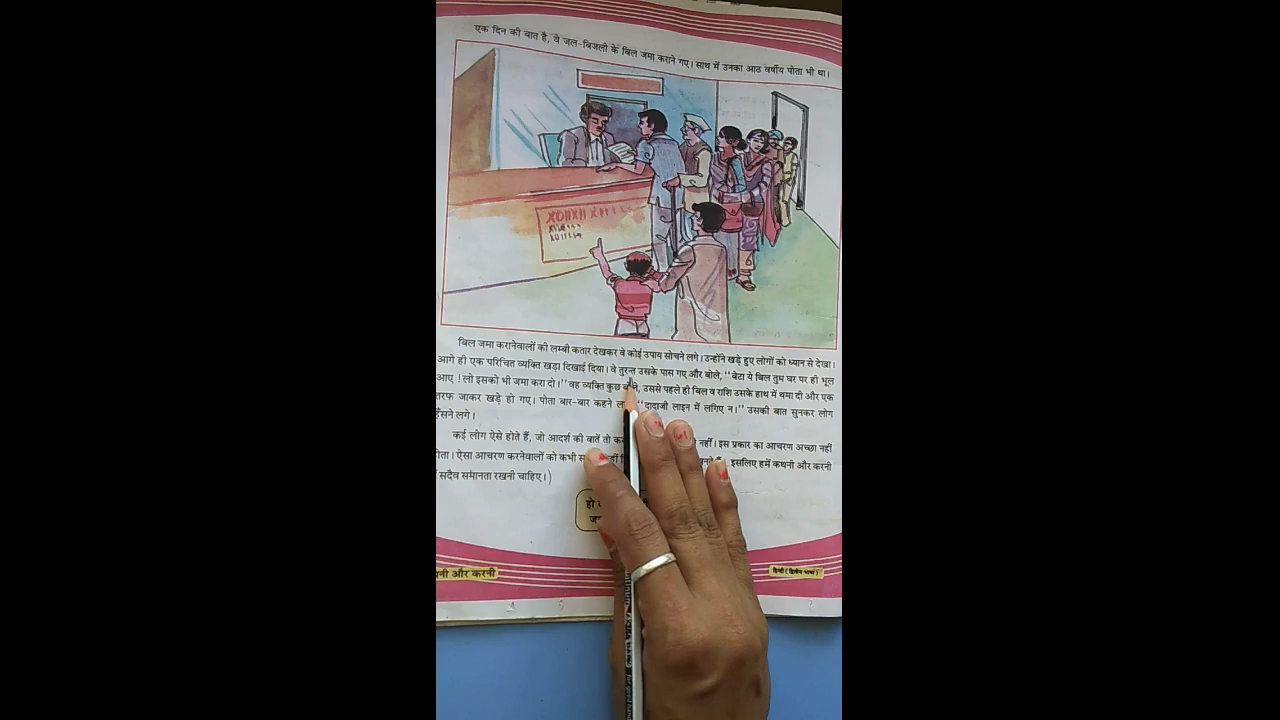 एक दिन की बात है, वे जल-बिजली के बिल जमा कराने गए। साथ में उनका आठ वर्षीय पोता भी था।
बिल जमा करानेवालों की लम्बी कतार देखकर वे कोई उपाय सोचने लगे। उन्होंने खड़े हुए लोगों को ध्यान से देखा।
आगे ही एक परिचित व्यक्ति खड़ा दिखाई दिया। वे तुरन्त उसके पास गए और बोले, "बेटा ये बिल तुम घर पर ही भूल
आए ! लो इसको भी जमा करा दो।" वह व्यक्ति कुछ उससे पहले ही बिल व राशि उसके हाथ में थमा दी और एक
तरफ जाकर खड़े हो गए। पोता बार-बार कहने "दादाजी लाइन में लगिए न।" उसकी बात सुनकर लोग
हँसने लगे।
कई लोग ऐसे होते हैं, जो आदर्श की बातें तो नहीं। इस प्रकार का आचरण अच्छा नहीं
होता। ऐसा आचरण करनेवालों को कभी इसलिए हमें कथनी और करनी
सदैव समानता रखनी चाहिए।)
हो
नी और करनी
हिन्दी (द्वितीय भाषा)